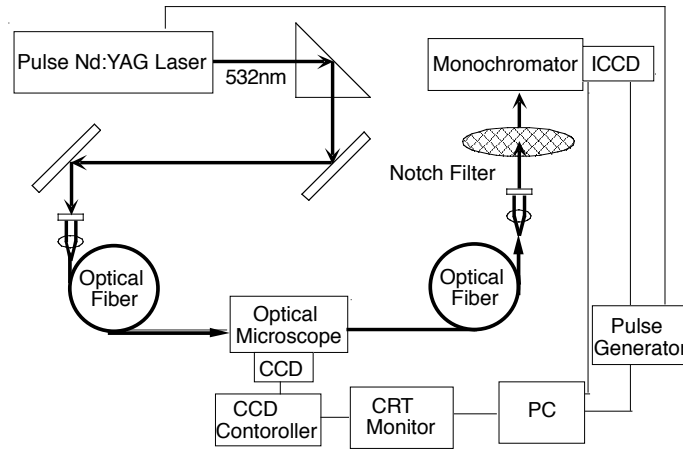 Pulse Nd:YAG Laser
532nm
Monochromator
ICCD
Notch Filter
Optical
Fiber
Optical
Fiber
Optical
Microscope
CCD
CCD
Contoroller
CRT
Monitor
PC
Pulse
Generator